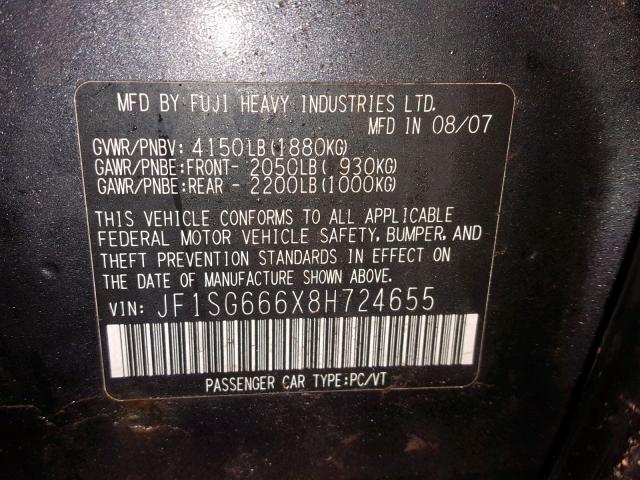 MFD BY FUJI HEAVY INDUSTRIES LTD.
MFD IN 08/07
GVWR/PNBV: 4150LB(1880KG)
GAWR/PNBE:FRONT- 2050LB( 930KG)
GAWR/PNBE:REAR - 2200LB(1000KG)
THIS VEHICLE CONFORMS TO ALL APPLICABLE
FEDERAL MOTOR VEHICLE SAFETY, BUMPER, AND
THEFT PREVENTION STANDARDS IN EFFECT ON
THE DATE OF MANUFACTURE SHOWN ABOVE.
VIN: JF1SG666X8H724655
PASSENGER CAR TYPE:PC/VT